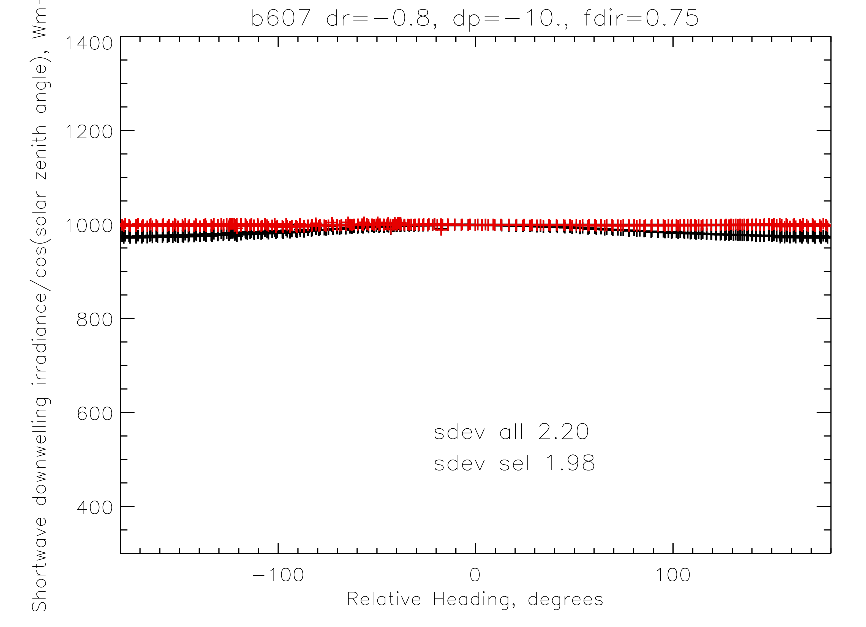 b607 dr=−0.8, dp=−10., fdir=0.75
Shortwave downwelling irradiance/cos(solar zenith angle), Wm-
1400
1200
1000
800
600
400
sdev all 2.20
sdev sel 1.98
−100 0 100
Relative Heading, degrees